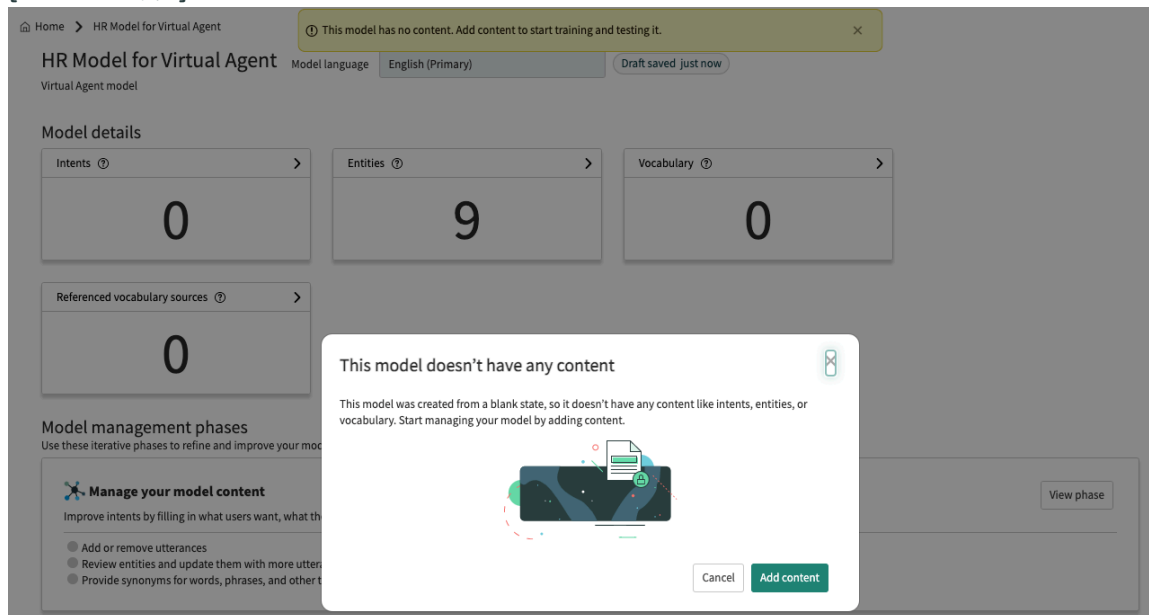 Home HR Model for Virtual Agent
This model has no content. Add content to start training and testing it.
HR Model for Virtual Agent Model language English (Primary) Draft saved just now
Virtual Agent model
Model details
Intents
Entities
Vocabulary
0
9
0
Referenced vocabulary sources
0
This model doesn’t have any content
This model was created from a blank state, so it doesn’t have any content like intents, entities, or
vocabulary. Start managing your model by adding content.
Model management phases
Use these iterative phases to refine and improve your
Manage your model content
View phase
Improve intents by filling in what users want, what
Add or remove utterances
Review entities and update them with more
Provide synonyms for words, phrases, and other
Cancel Add content